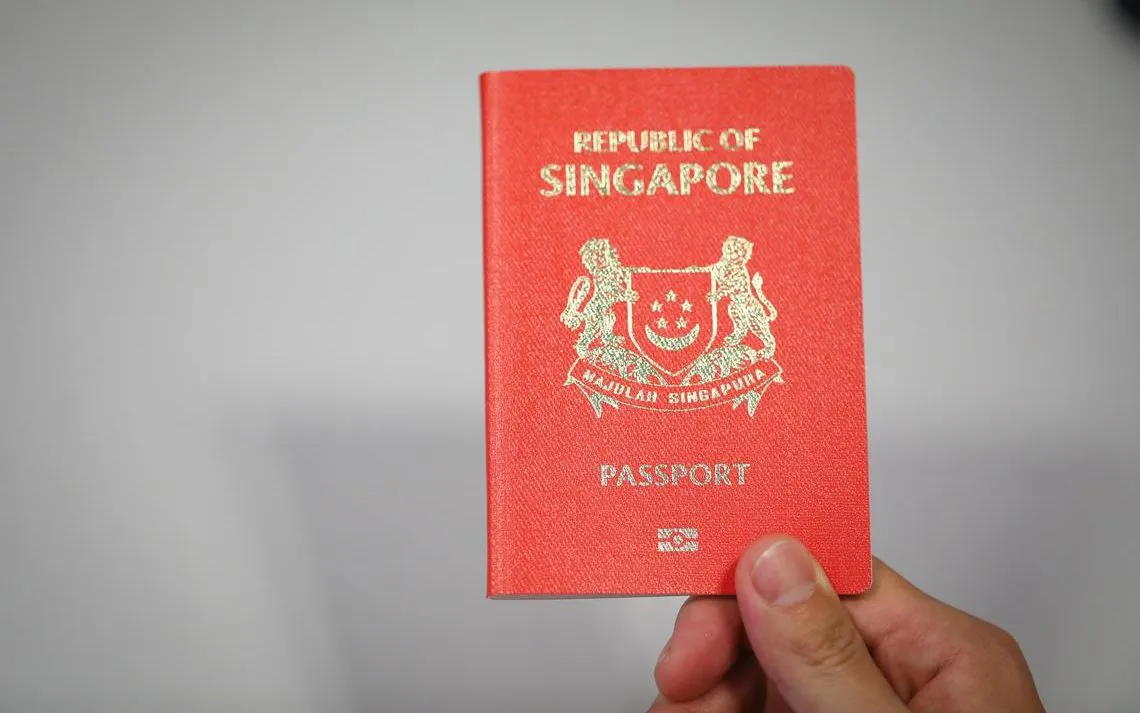 REPUBLIC OF
SINGAPORE
MAJULAH SINGAPURA
PASSPORT